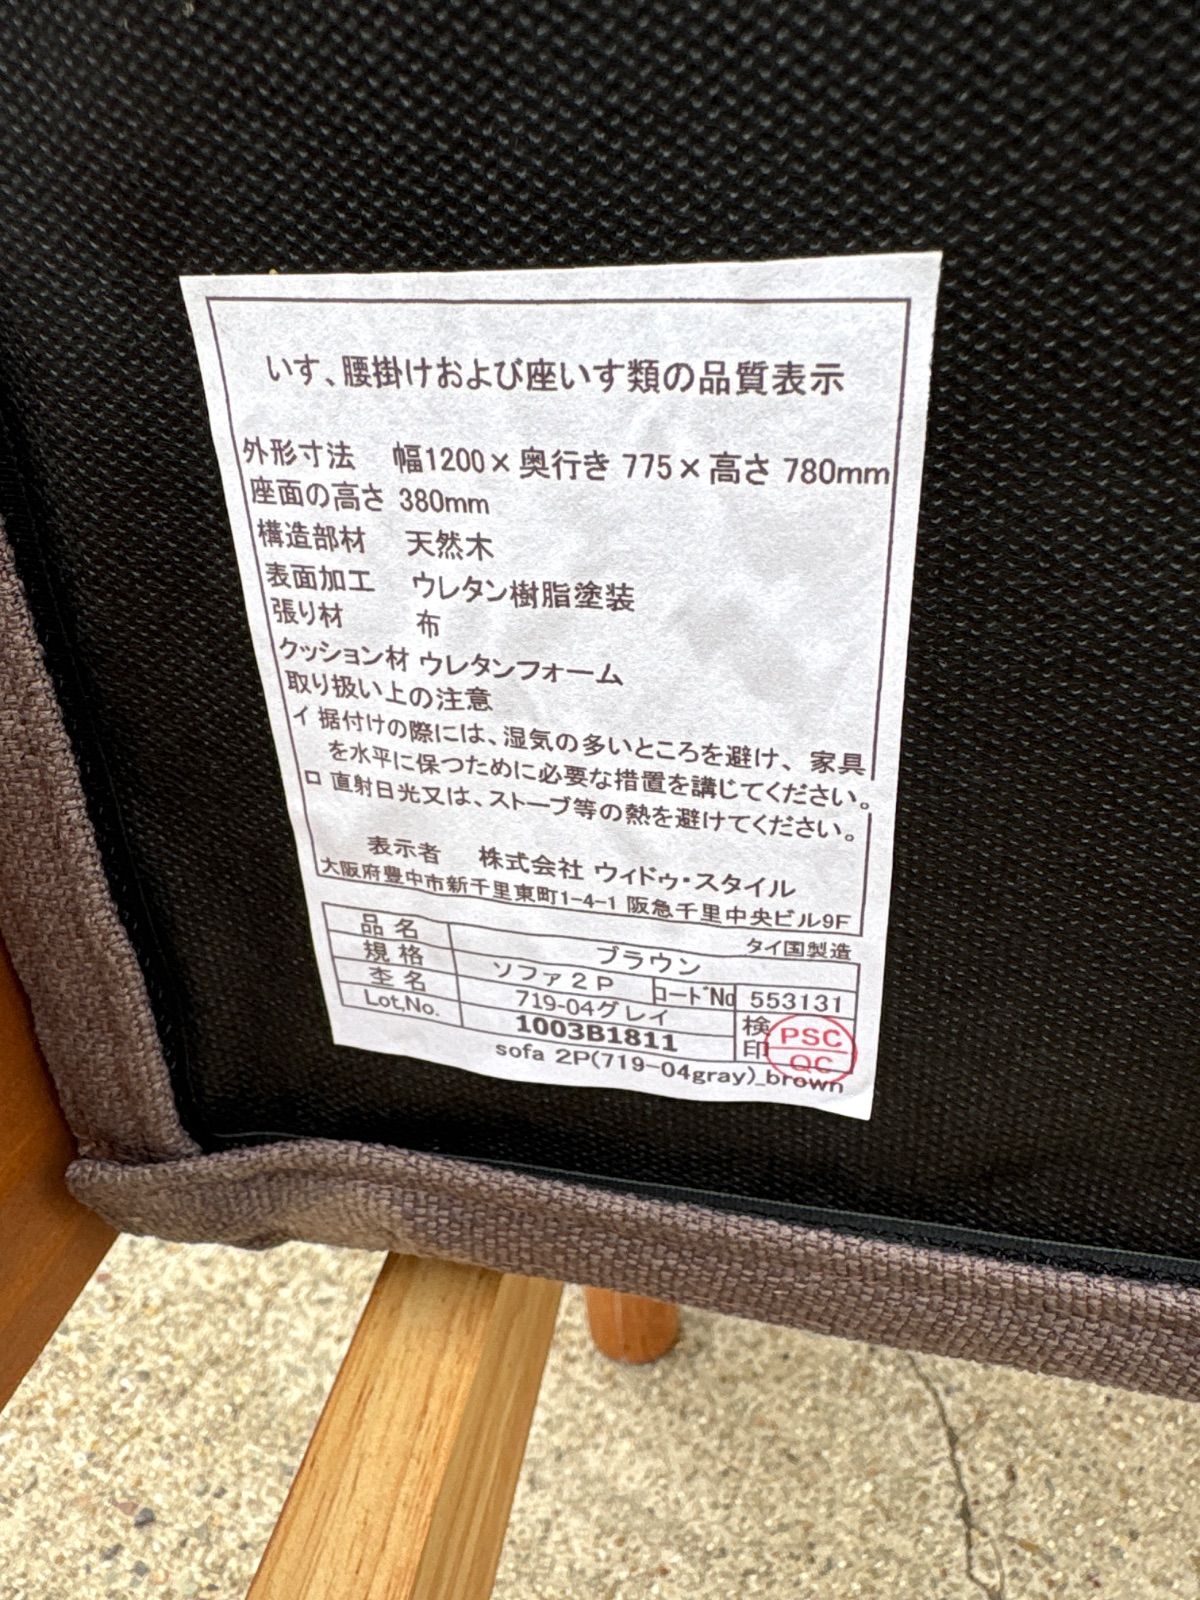 いす、腰掛けおよび座いす類の品質表示
外形寸法 幅1200×奥行き 775×高さ 780mm
座面の高さ 380mm
構造部材 天然木
表面加工 ウレタン樹脂塗装
張り材 布
クッション材 ウレタンフォーム
取り扱い上の注意
イ 据付けの際には、湿気の多いところを避け、家具
を水平に保つために必要な措置を講じてください。
ロ 直射日光又は、ストーブ等の熱を避けてください。
表示者 株式会社 ウィドゥ・スタイル
大阪府豊中市新千里東町1-4-1 阪急千里中央ビル9F
タイ国製造
品名 ブラウン
規格 ソファ2P コードNo 553131
杢名 719-04グレイ 検印 PSC QC
Lot,No. 1003B1811
sofa 2P(719-04gray)_brown